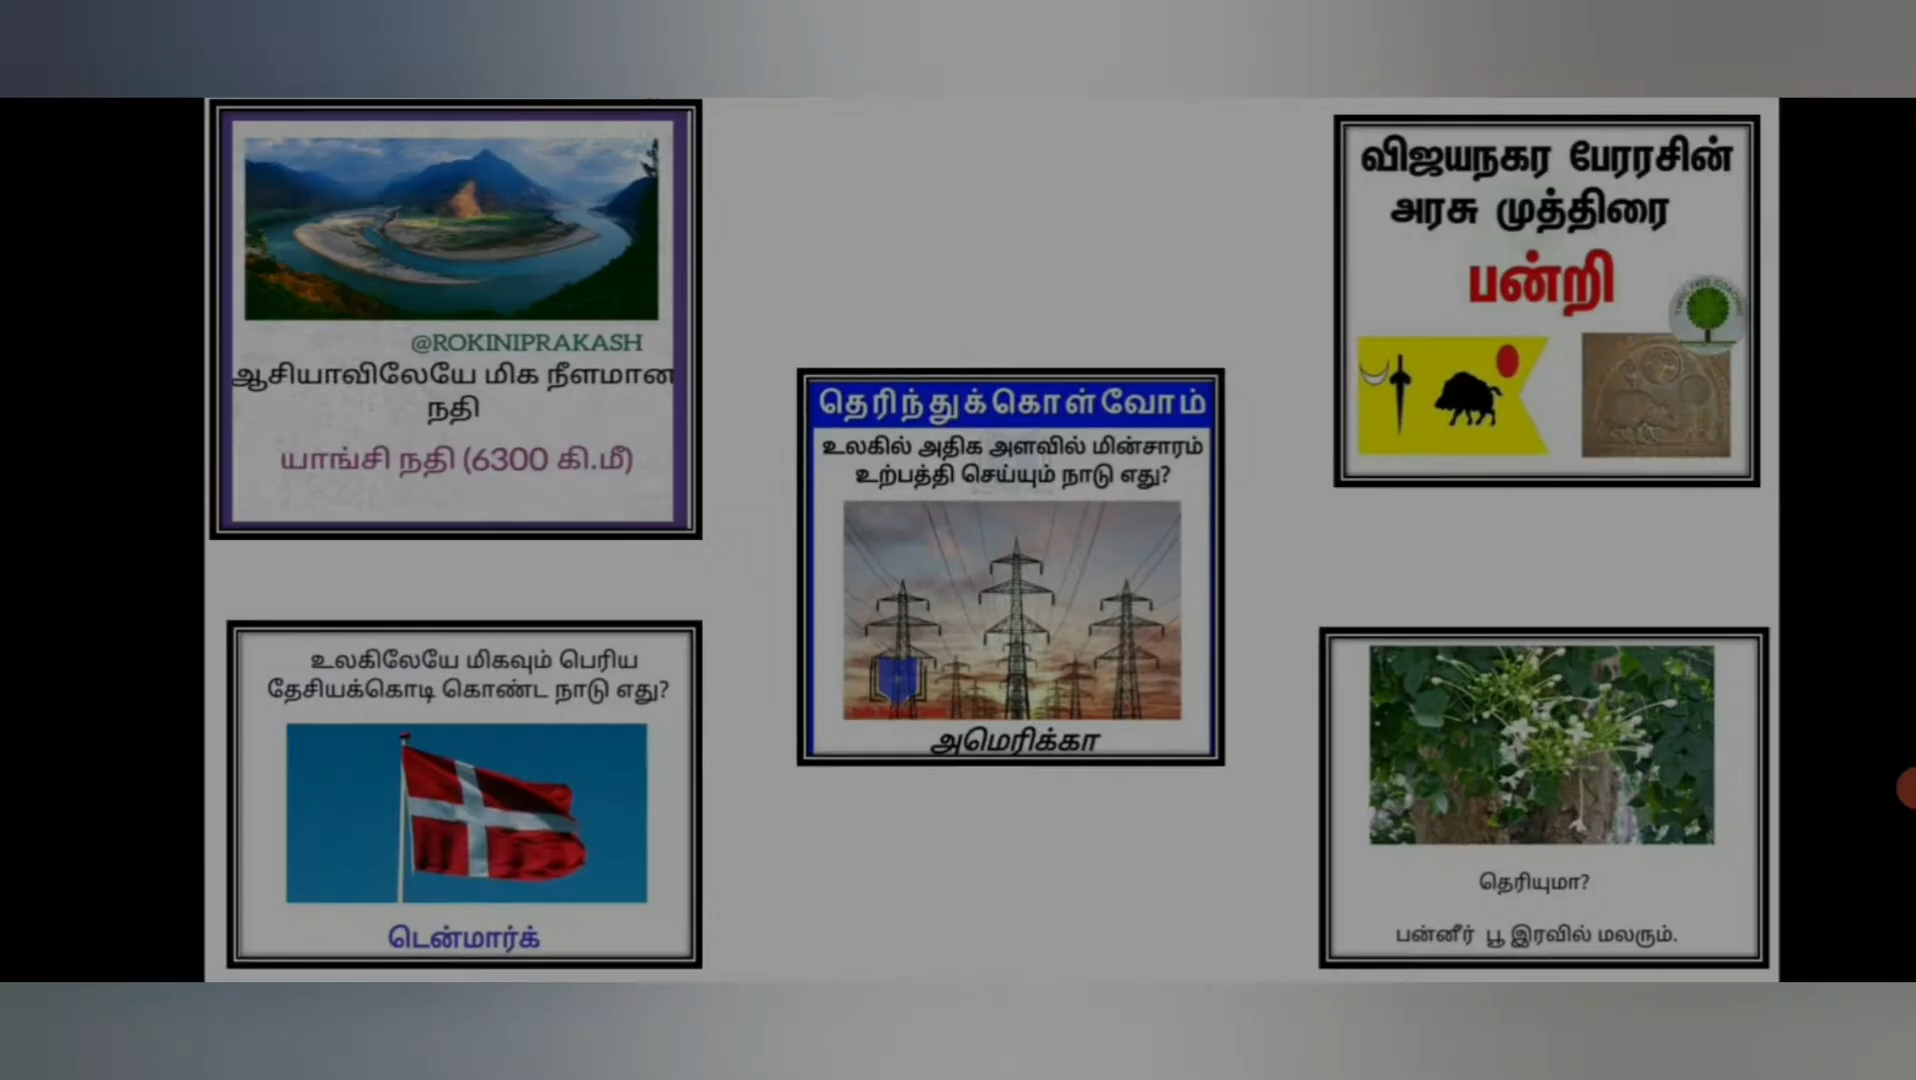 @ROKINIPRAKASH
ஆசியாவிலேயே மிக நீளமான
நதி
யாங்சி நதி (6300 கி.மீ)
விஜயநகர பேரரசின்
அரசு முத்திரை
பன்றி
தெரிந்துக்கொள்வோம்
உலகில் அதிக அளவில் மின்சாரம்
உற்பத்தி செய்யும் நாடு எது?
அமெரிக்கா
உலகிலேயே மிகவும் பெரிய
தேசியக்கொடி கொண்ட நாடு எது?
டென்மார்க்
தெரியுமா?
பன்னீர் பூ இரவில் மலரும்.